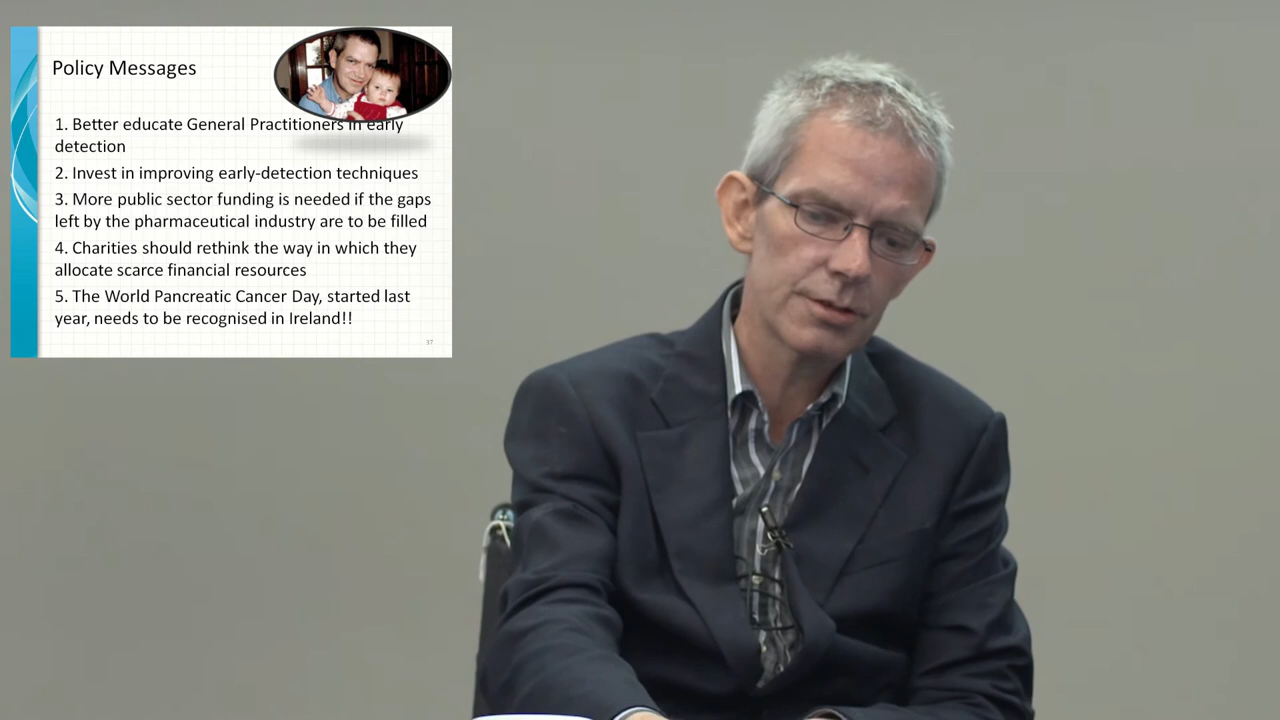 Policy Messages
1. Better educate General Practitioners in early
detection
2. Invest in improving early-detection techniques
3. More public sector funding is needed if the gaps
left by the pharmaceutical industry are to be filled
4. Charities should rethink the way in which they
allocate scarce financial resources
5. The World Pancreatic Cancer Day, started last
year, needs to be recognised in Ireland!!
37